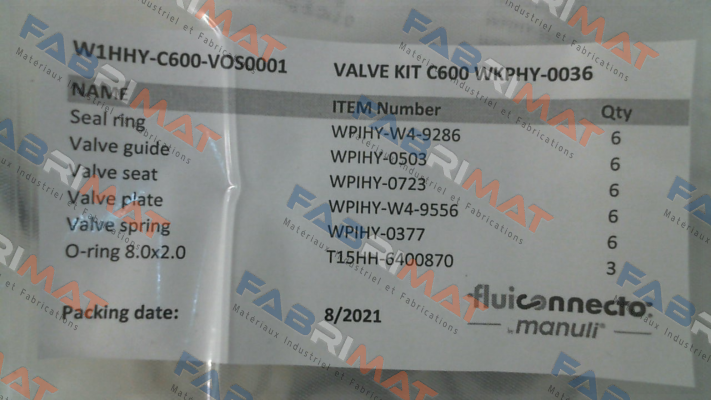 W1HHY-C600-VOS0001 VALVE KIT C600 WKPHY-0036
NAME ITEM Number Qty
Seal ring WPIHY-W4-9286 6
Valve guide WPIHY-0503 6
Valve seat WPIHY-0723 6
Valve plate WPIHY-W4-9556 6
Valve spring WPIHY-0377 6
O-ring 8.0x2.0 T15HH-6400870 3
Packing date: 8/2021
fluiconnecto:
by manuli®
FABRIMAT
Materiaux Industriel et Fabrications